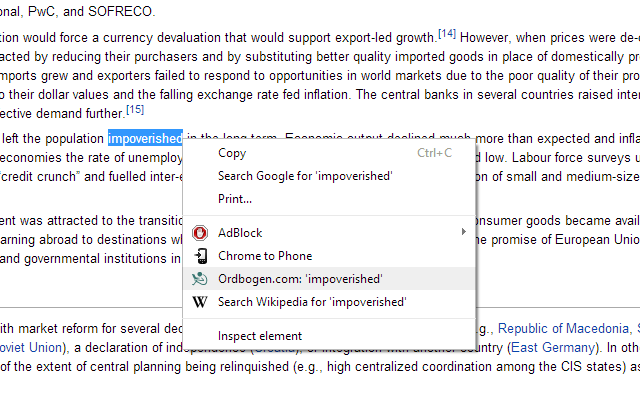 onal, PwC, and SOFRECO.
tion would force a currency devaluation that would support export-led growth.[14] However, when prices were de-
acted by reducing their purchasers and by substituting better quality imported goods in place of domestically pr
mports grew and exporters failed to respond to opportunities in world markets due to the poor quality of their pro
o their dollar values and the falling exchange rate fed inflation. The central banks in several countries raised inter
ective demand further.[15]
left the population impoverished in the long term. Economic output declined much more than expected and infla
economies the rate of unemploy
d low. Labour force surveys u
"credit crunch" and fuelled inter-e
on of small and medium-size
ent was attracted to the transitio
onsumer goods became avail
arning abroad to destinations wh
he promise of European Unio
and governmental institutions in
Copy Ctrl+C
Search Google for 'impoverished'
Print...
AdBlock
Chrome to Phone
Ordbogen.com: 'impoverished'
W Search Wikipedia for 'impoverished'
Inspect element
ith market reform for several dec
e.g., Republic of Macedonia, S
oviet Union), a declaration of independence (Croatia), or integration with another country (East Germany). In oth
of the extent of central planning being relinquished (e.g., high centralized coordination among the CIS states) as